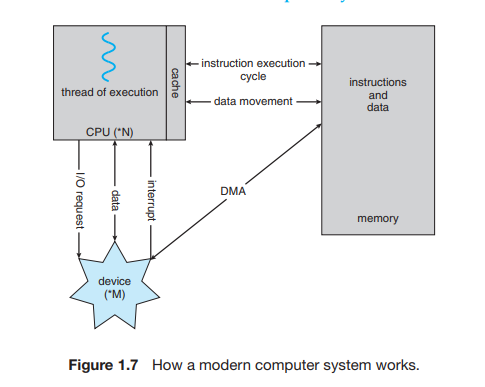 thread of execution
cache
CPU (*N)
instruction execution
cycle
data movement
instructions
and
data
memory
I/O request
data
interrupt
DMA
device
(*M)
Figure 1.7 How a modern computer system works.